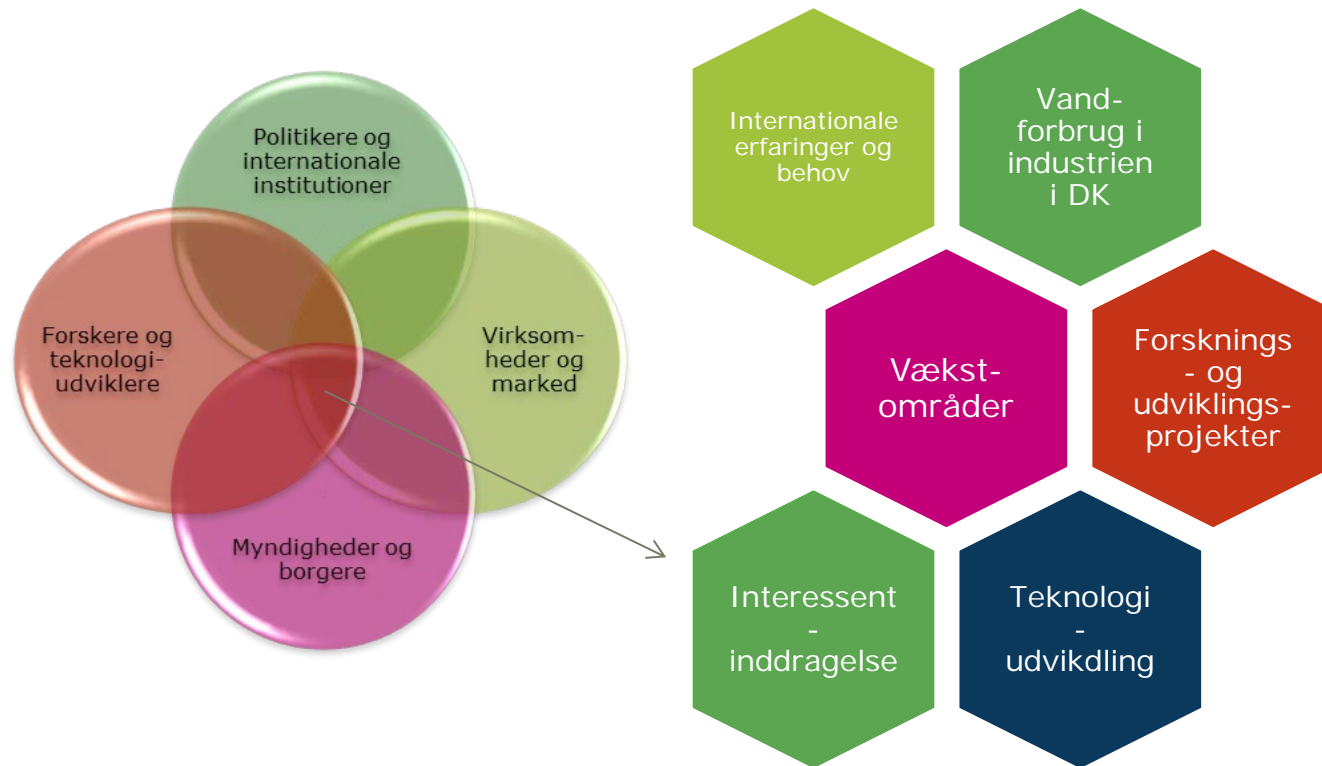 Politikere og
internationale
institutioner
Forskere og
teknologi-
udviklere
Virksom-
heder og
marked
Myndigheder og
borgere
Internationale
erfaringer og
behov
Vand-
forbrug i
industrien
i DK
Vækst-
områder
Forsknings
- og
udviklings-
projekter
Interessent
-
inddragelse
Teknologi
-
udvikdling